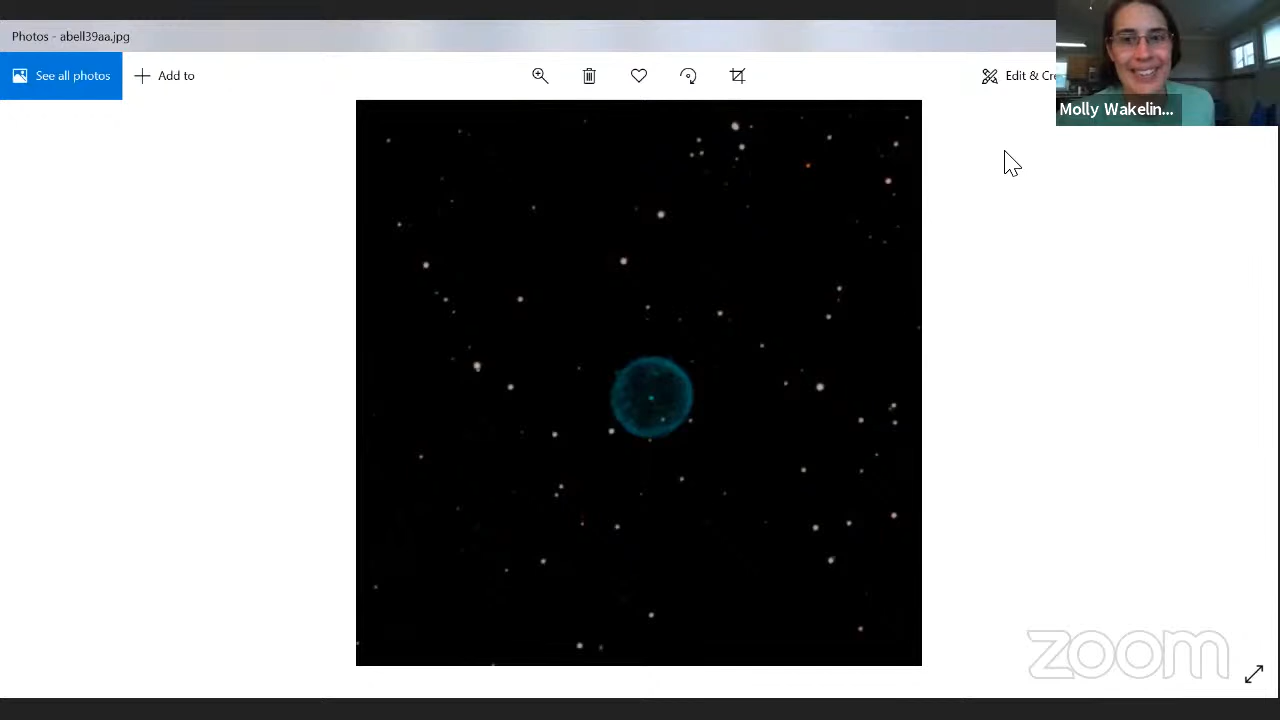 Photos - abell39aa.jpg
See all photos
Add to
Edit & Cre
Molly Wakelin...
zoom